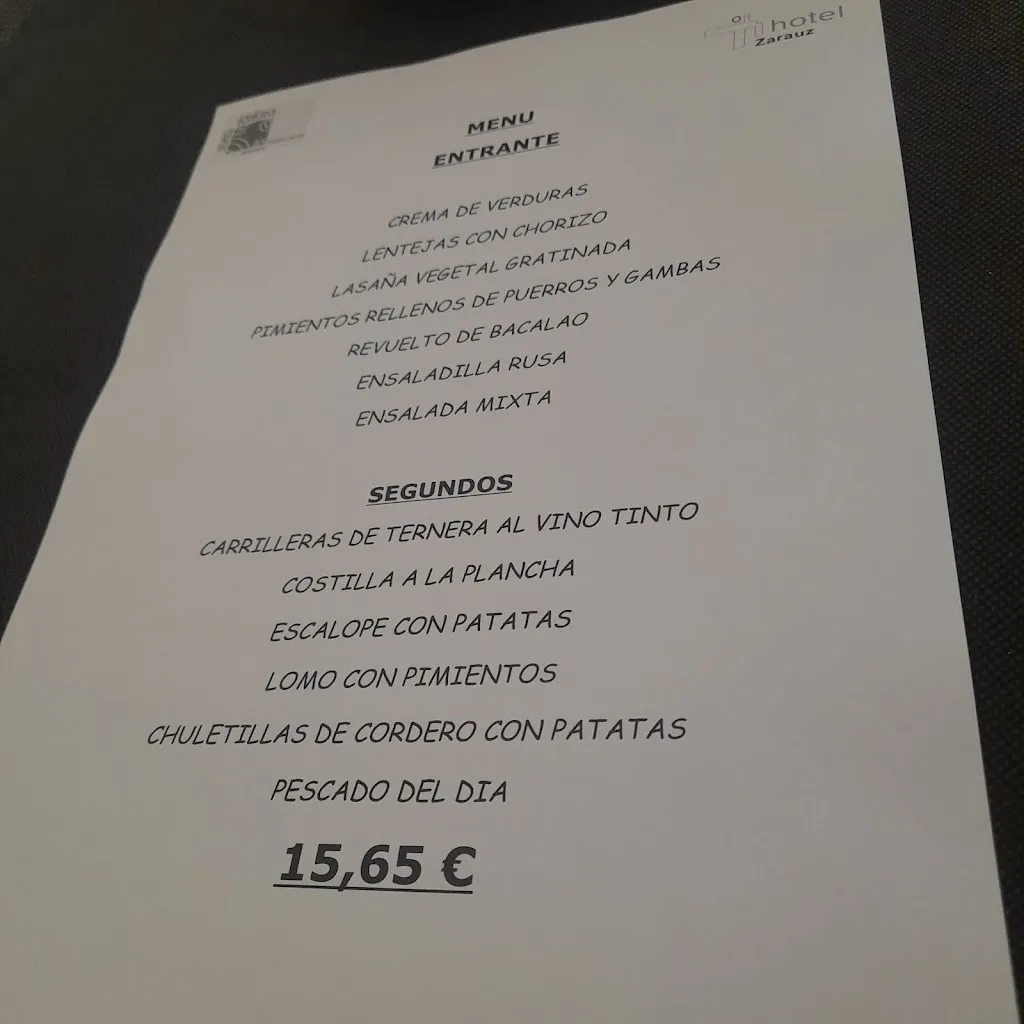 hotel
Zarauz
MENU
ENTRANTE
CREMA DE VERDURAS
LENTEJAS CON CHORIZO
LASAÑA VEGETAL GRATINADA
PIMIENTOS RELLENOS DE PUERROS Y GAMBAS
REVUELTO DE BACALAO
ENSALADILLA RUSA
ENSALADA MIXTA
SEGUNDOS
CARRILLERAS DE TERNERA AL VINO TINTO
COSTILLA A LA PLANCHA
ESCALOPE CON PATATAS
LOMO CON PIMIENTOS
CHULETILLAS DE CORDERO CON PATATAS
PESCADO DEL DIA
15,65 €